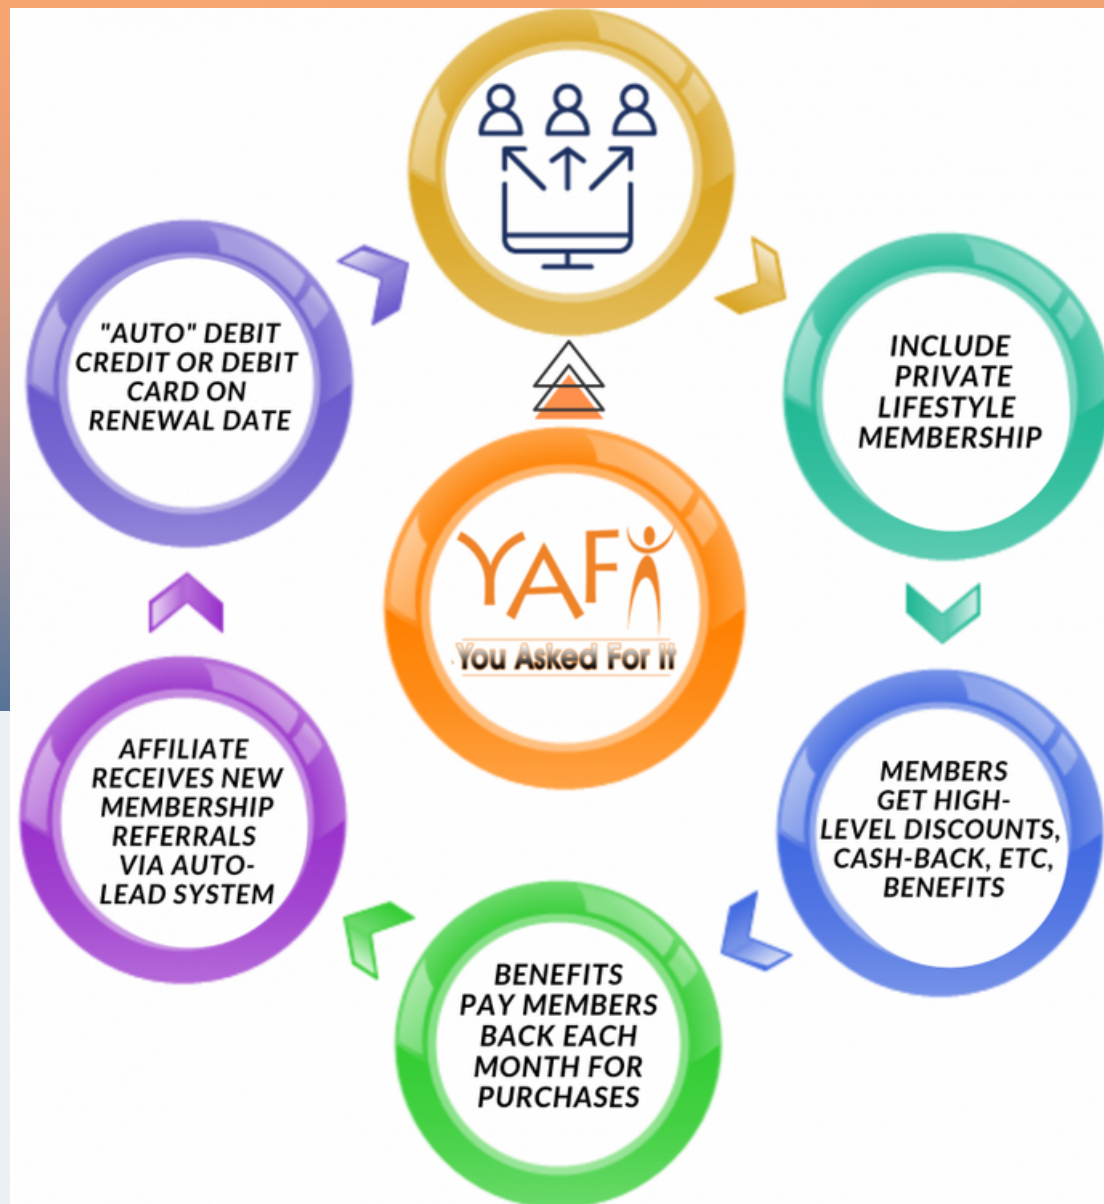 "AUTO" DEBIT
CREDIT OR DEBIT
CARD ON
RENEWAL DATE
INCLUDE
PRIVATE
LIFESTYLE
MEMBERSHIP
YAFI
You Asked For It
AFFILIATE
RECEIVES NEW
MEMBERSHIP
REFERRALS
VIA AUTO-
LEAD SYSTEM
MEMBERS
GET HIGH-
LEVEL DISCOUNTS,
CASH-BACK, ETC,
BENEFITS
BENEFITS
PAY MEMBERS
BACK EACH
MONTH FOR
PURCHASES